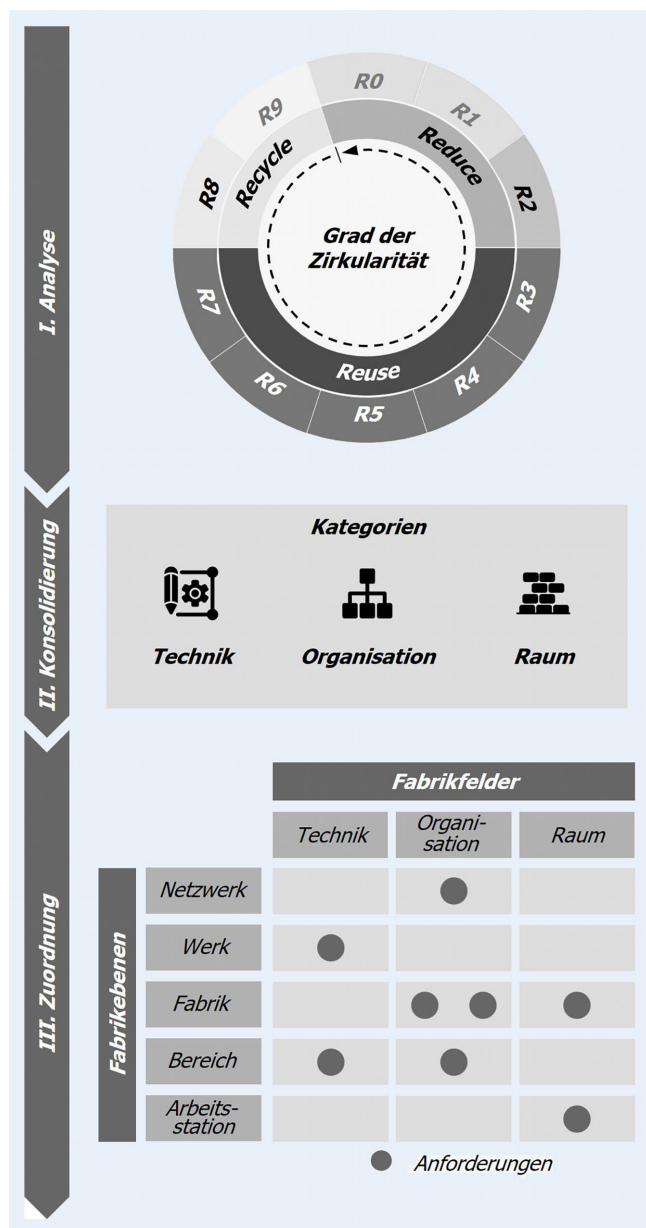 I. Analyse
R0
R1
R2
R3
R4
R5
R6
R7
R8
R9
Reduce
Reuse
Recycle
Grad der
Zirkularität
II. Konsolidierung
Kategorien
Technik
Organisation
Raum
III. Zuordnung
Fabrikfelder
Technik
Organi-
sation
Raum
Fabrikebenen
Netzwerk
Werk
Fabrik
Bereich
Arbeits-
station
Anforderungen